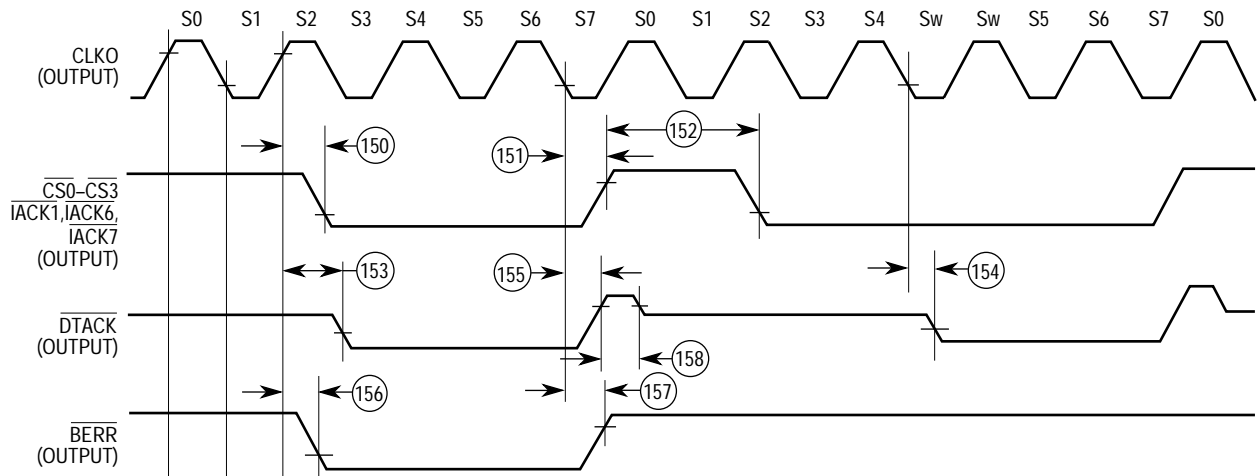 S0 S1 S2 S3 S4 S5 S6 S7 S0 S1 S2 S3 S4 Sw Sw S5 S6 S7 S0
CLKO
(OUTPUT)
150
151
152
CS0–CS3
IACK1,IACK6,
IACK7
(OUTPUT)
153
155
154
DTACK
(OUTPUT)
158
156
157
BERR
(OUTPUT)